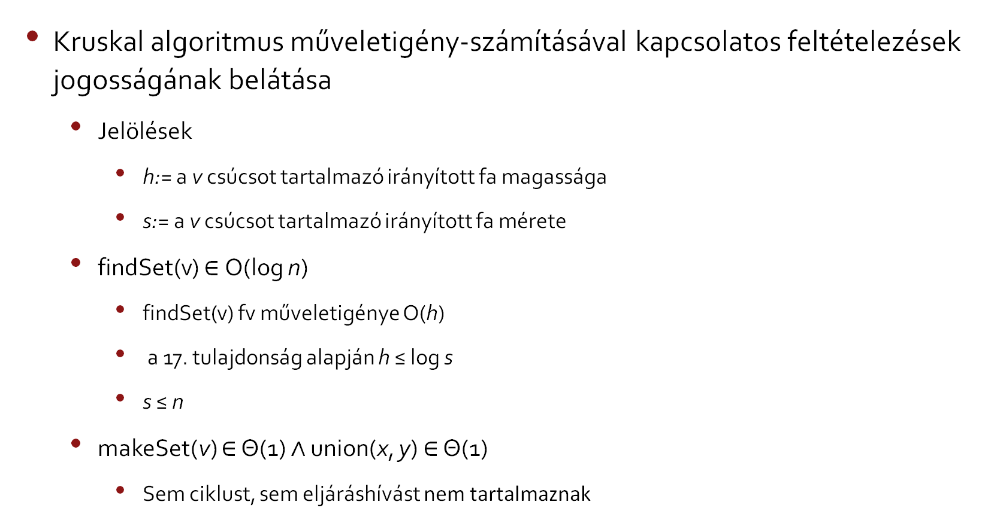 • Kruskal algoritmus műveletigény-számításával kapcsolatos feltételezések
jogosságának belátása
• Jelölések
• h:= a v csúcsot tartalmazó irányított fa magassága
• s:= a v csúcsot tartalmazó irányított fa mérete
• findSet(v) ∈ O(log n)
• findSet(v) fv műveletigénye O(h)
• a 17. tulajdonság alapján h ≤ log s
• s ≤ n
• makeSet(v) ∈ Θ(1) ∧ union(x, y) ∈ Θ(1)
• Sem ciklust, sem eljáráshívást nem tartalmaznak